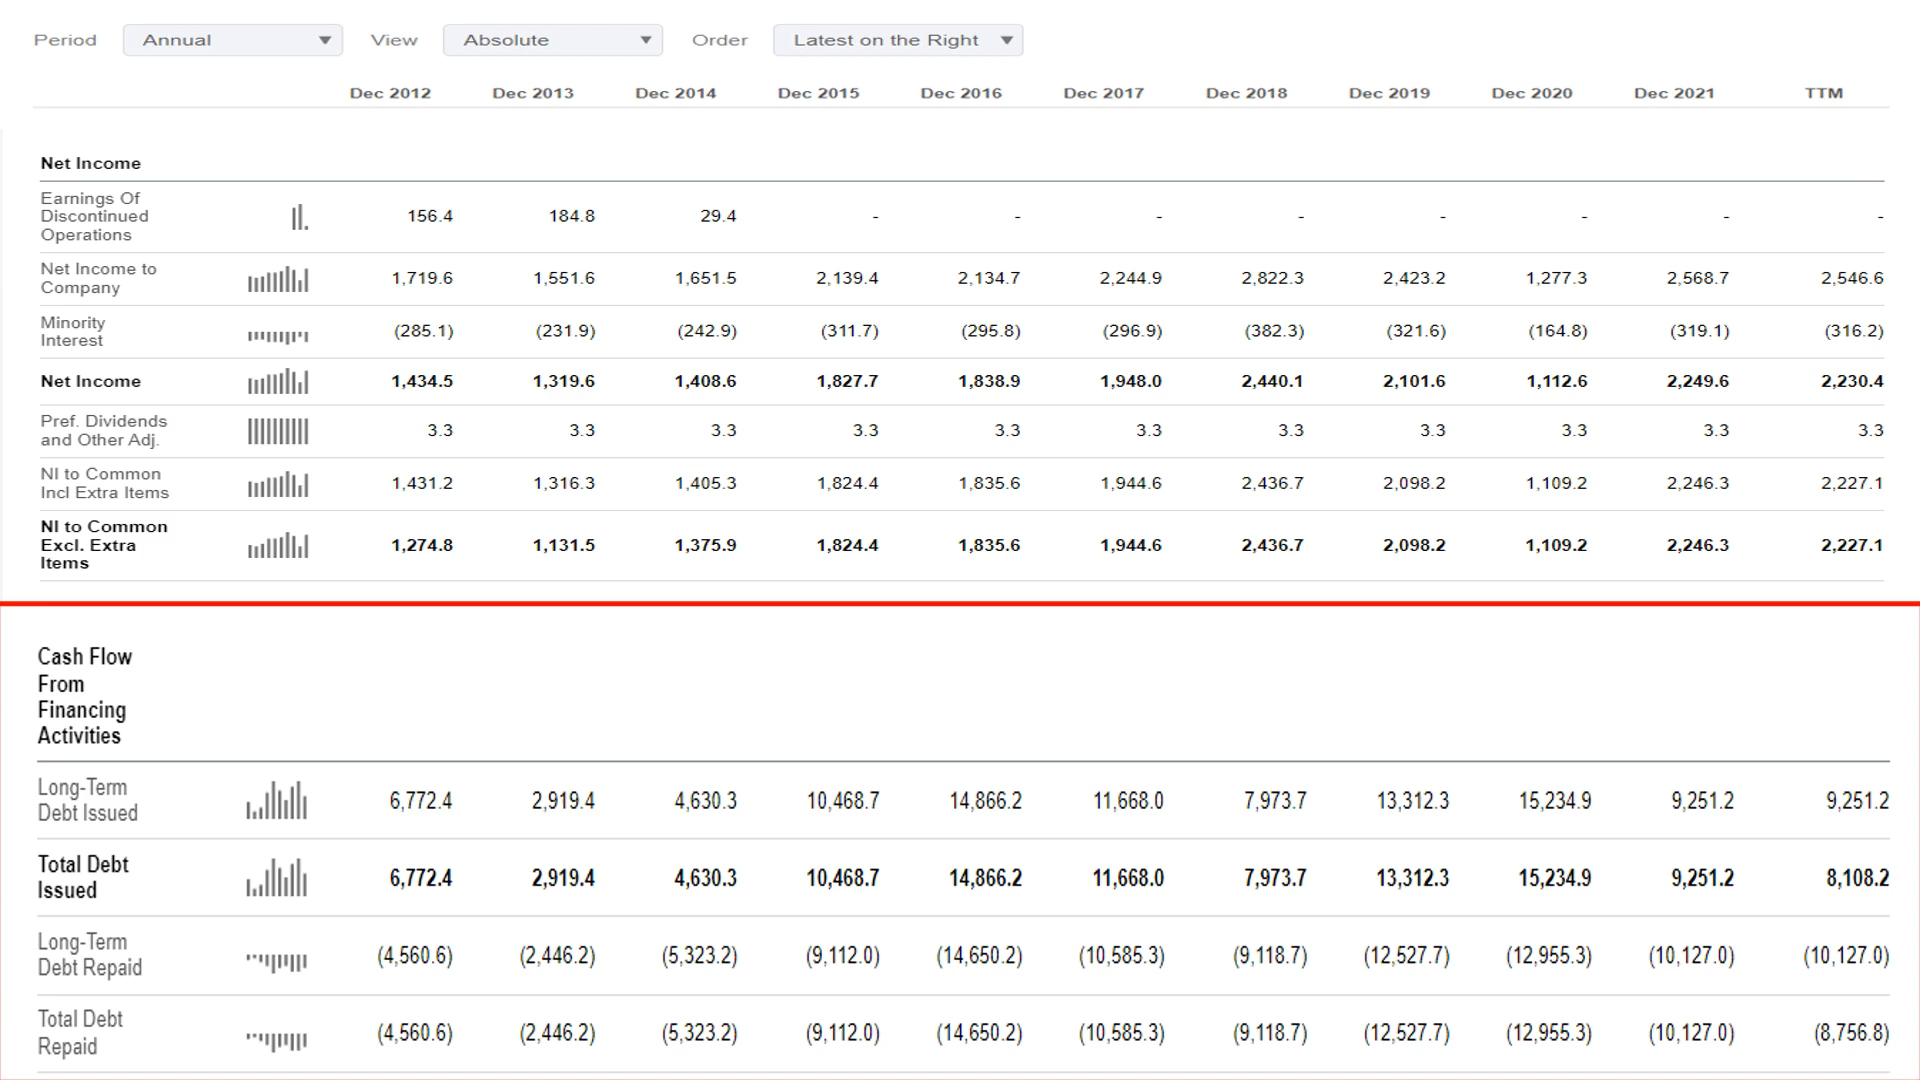 Period Annual View Absolute Order Latest on the Right
Dec 2012 Dec 2013 Dec 2014 Dec 2015 Dec 2016 Dec 2017 Dec 2018 Dec 2019 Dec 2020 Dec 2021 TTM
Net Income
Earnings Of
Discontinued 156.4 184.8 29.4 - - - - - - - -
Operations
Net Income to
Company 1,719.6 1,551.6 1,651.5 2,139.4 2,134.7 2,244.9 2,822.3 2,423.2 1,277.3 2,568.7 2,546.6
Minority
Interest (285.1) (231.9) (242.9) (311.7) (295.8) (296.9) (382.3) (321.6) (164.8) (319.1) (316.2)
Net Income 1,434.5 1,319.6 1,408.6 1,827.7 1,838.9 1,948.0 2,440.1 2,101.6 1,112.6 2,249.6 2,230.4
Pref. Dividends
and Other Adj. 3.3 3.3 3.3 3.3 3.3 3.3 3.3 3.3 3.3 3.3 3.3
NI to Common
Incl Extra Items 1,431.2 1,316.3 1,405.3 1,824.4 1,835.6 1,944.6 2,436.7 2,098.2 1,109.2 2,246.3 2,227.1
NI to Common
Excl. Extra 1,274.8 1,131.5 1,375.9 1,824.4 1,835.6 1,944.6 2,436.7 2,098.2 1,109.2 2,246.3 2,227.1
Items
Cash Flow
From
Financing
Activities
Long-Term
Debt Issued 6,772.4 2,919.4 4,630.3 10,468.7 14,866.2 11,668.0 7,973.7 13,312.3 15,234.9 9,251.2 9,251.2
Total Debt
Issued 6,772.4 2,919.4 4,630.3 10,468.7 14,866.2 11,668.0 7,973.7 13,312.3 15,234.9 9,251.2 8,108.2
Long-Term
Debt Repaid (4,560.6) (2,446.2) (5,323.2) (9,112.0) (14,650.2) (10,585.3) (9,118.7) (12,527.7) (12,955.3) (10,127.0) (10,127.0)
Total Debt
Repaid (4,560.6) (2,446.2) (5,323.2) (9,112.0) (14,650.2) (10,585.3) (9,118.7) (12,527.7) (12,955.3) (10,127.0) (8,756.8)